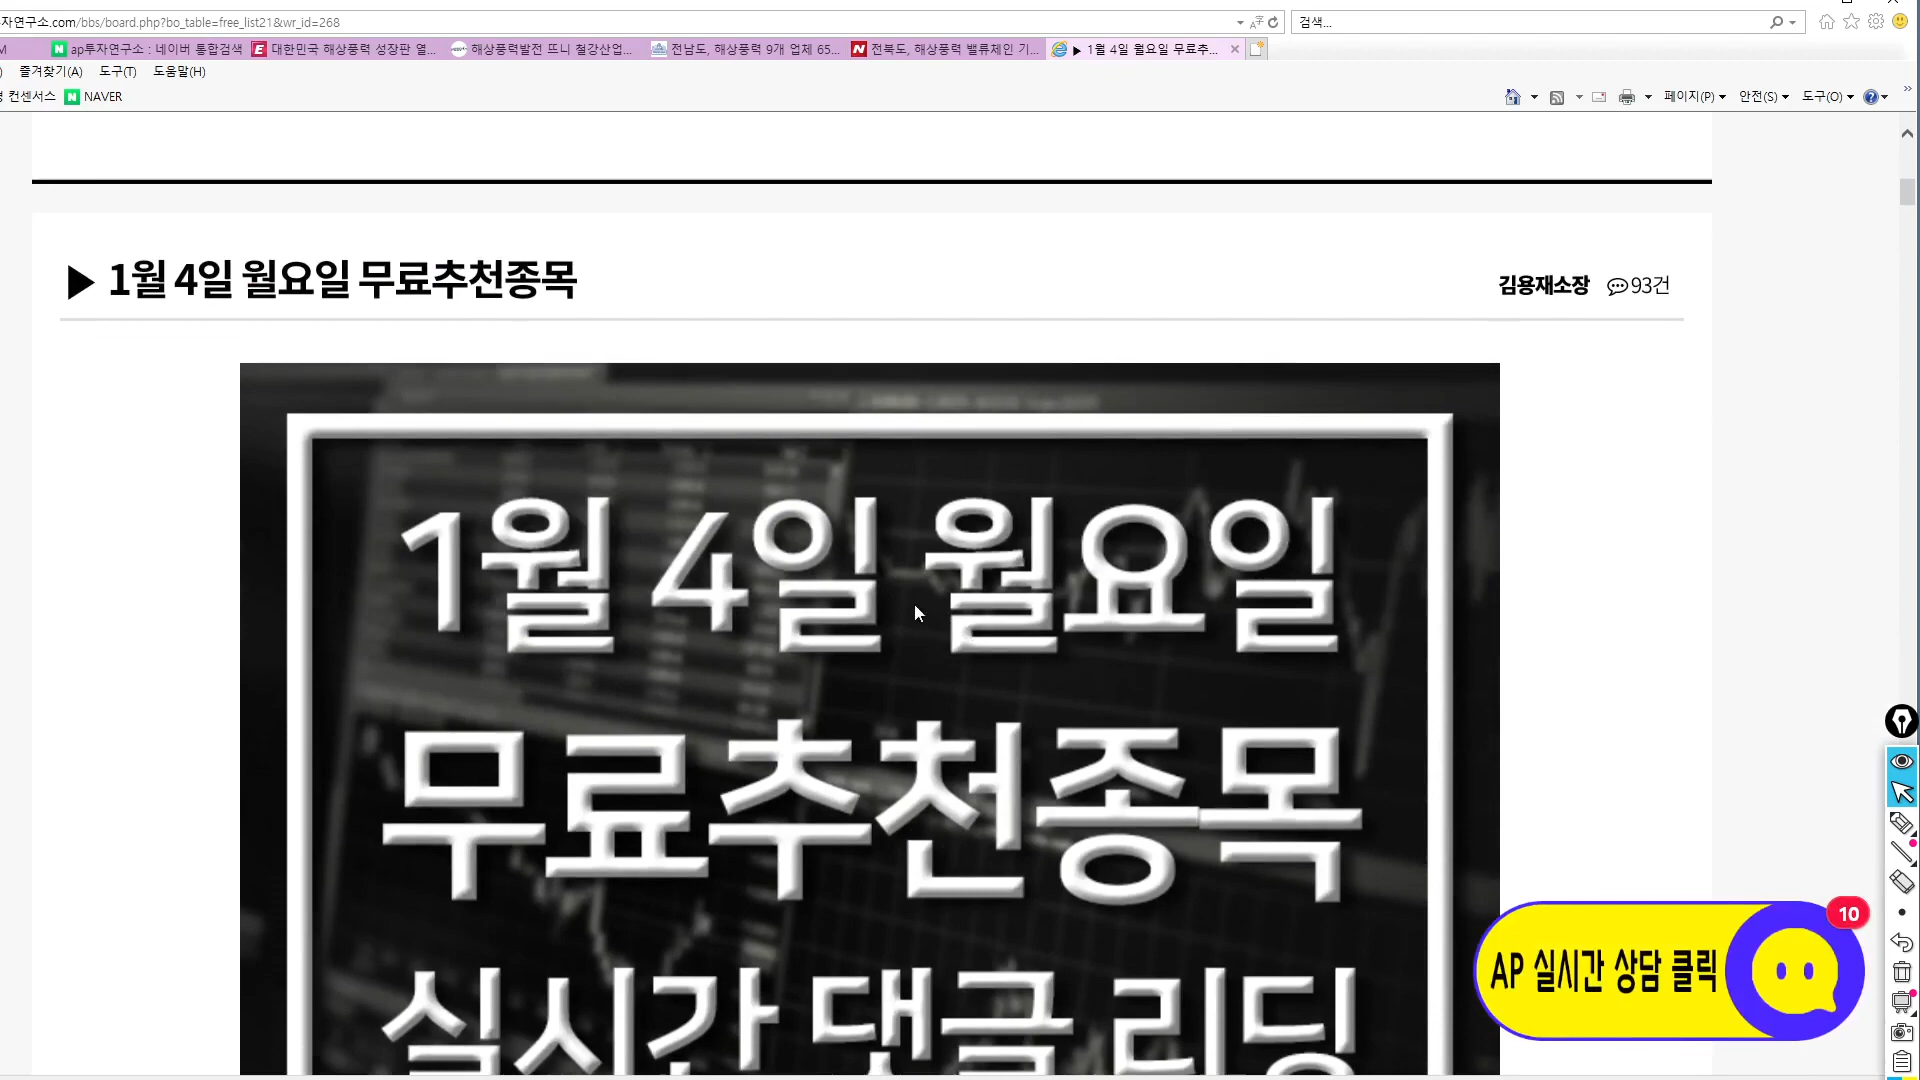 자연구소.com/bbs/board.php?bo_table=free_list21&wr_id=268
검색...
M
ap투자연구소 : 네이버 통합검색
대한민국 해상풍력 성장판 열...
해상풍력발전 뜨니 철강산업...
전남도, 해상풍력 9개 업체 65...
전북도, 해상풍력 밸류체인 기...
▶ 1월 4일 월요일 무료추...
) 즐겨찾기(A) 도구(T) 도움말(H)
컨센서스 NAVER
페이지(P) 안전(S) 도구(O)
▶ 1월 4일 월요일 무료추천종목
김용재소장 93건
1월 4일 월요일
무료추천종목
실시간 댓글 리딩
AP 실시간 상담 클릭
10